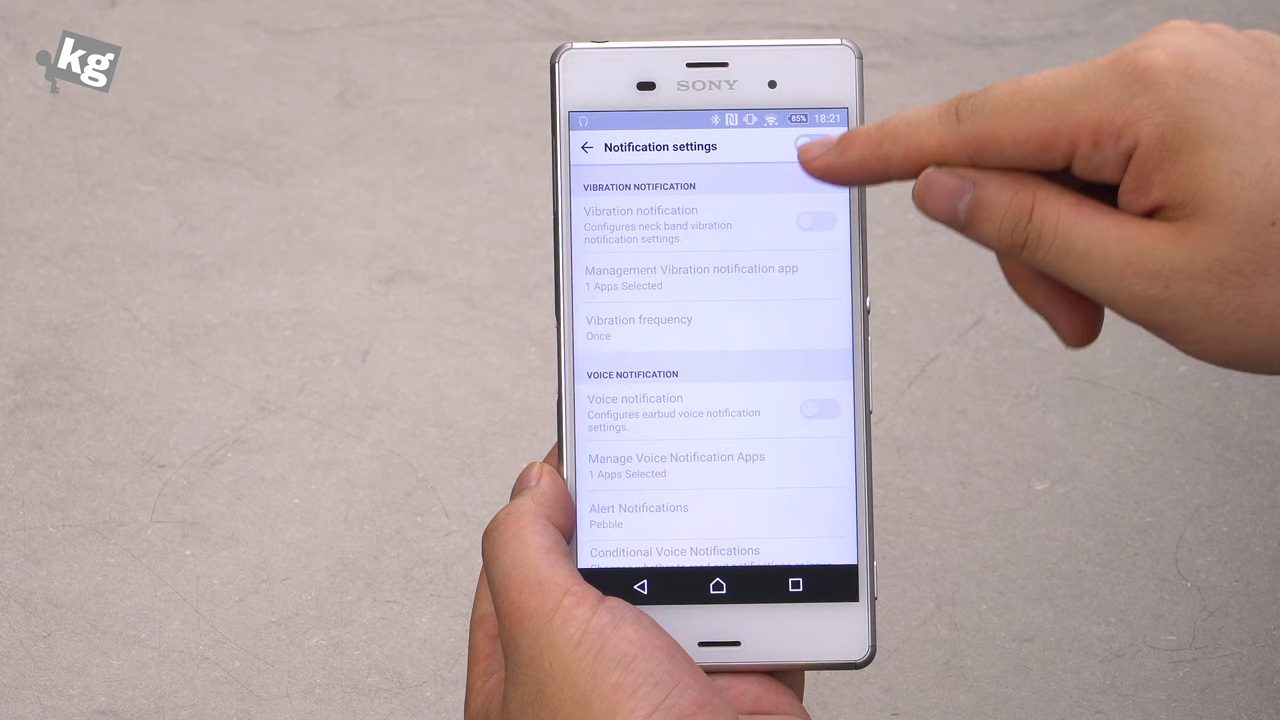 kg
SONY
85% 18:21
Notification settings
VIBRATION NOTIFICATION
Vibration notification
Configures neck band vibration
notification settings.
Management Vibration notification app
1 Apps Selected
Vibration frequency
Once
VOICE NOTIFICATION
Voice notification
Configures earbud voice notification
settings.
Manage Voice Notification Apps
1 Apps Selected
Alert Notifications
Pebble
Conditional Voice Notifications